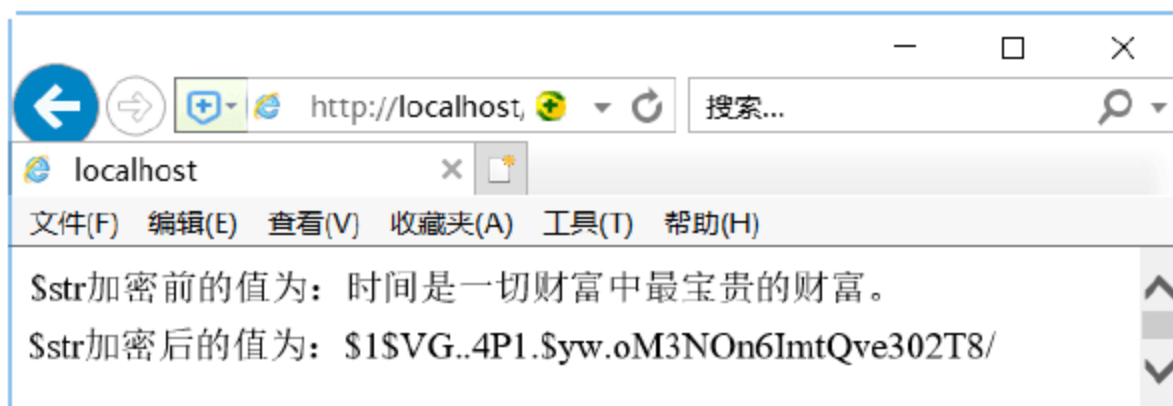 http://localhost/
搜索...
localhost
文件(F) 编辑(E) 查看(V) 收藏夹(A) 工具(T) 帮助(H)
$str加密前的值为：时间是一切财富中最宝贵的财富。
$str加密后的值为：$1$VG..4P1.$yw.oM3NOn6ImtQve302T8/